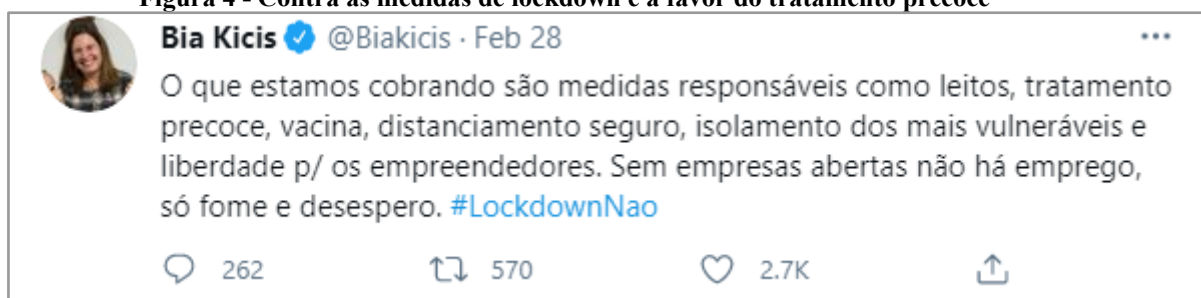 Figura 4 - Contra as medidas de lockdown e a favor do tratamento precoce
Bia Kicis @Biakicis · Feb 28
O que estamos cobrando são medidas responsáveis como leitos, tratamento
precoce, vacina, distanciamento seguro, isolamento dos mais vulneráveis e
liberdade p/ os empreendedores. Sem empresas abertas não há emprego,
só fome e desespero. #LockdownNao
262 570 2.7K